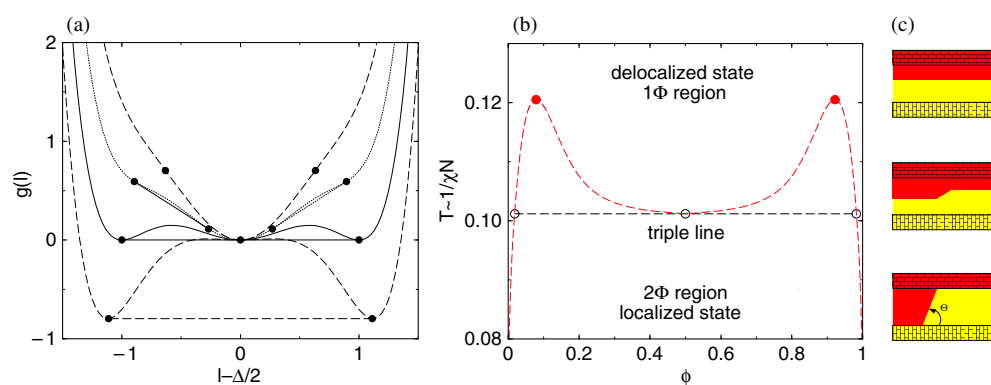 (a)
(b)
(c)
g(l)
2
1
0
−1
−1
0
1
l−Δ/2
T~1/χN
0.12
0.10
0.08
delocalized state
1Φ region
triple line
2Φ region
localized state
0
0.2
0.4
0.6
0.8
1
ϕ
Θ